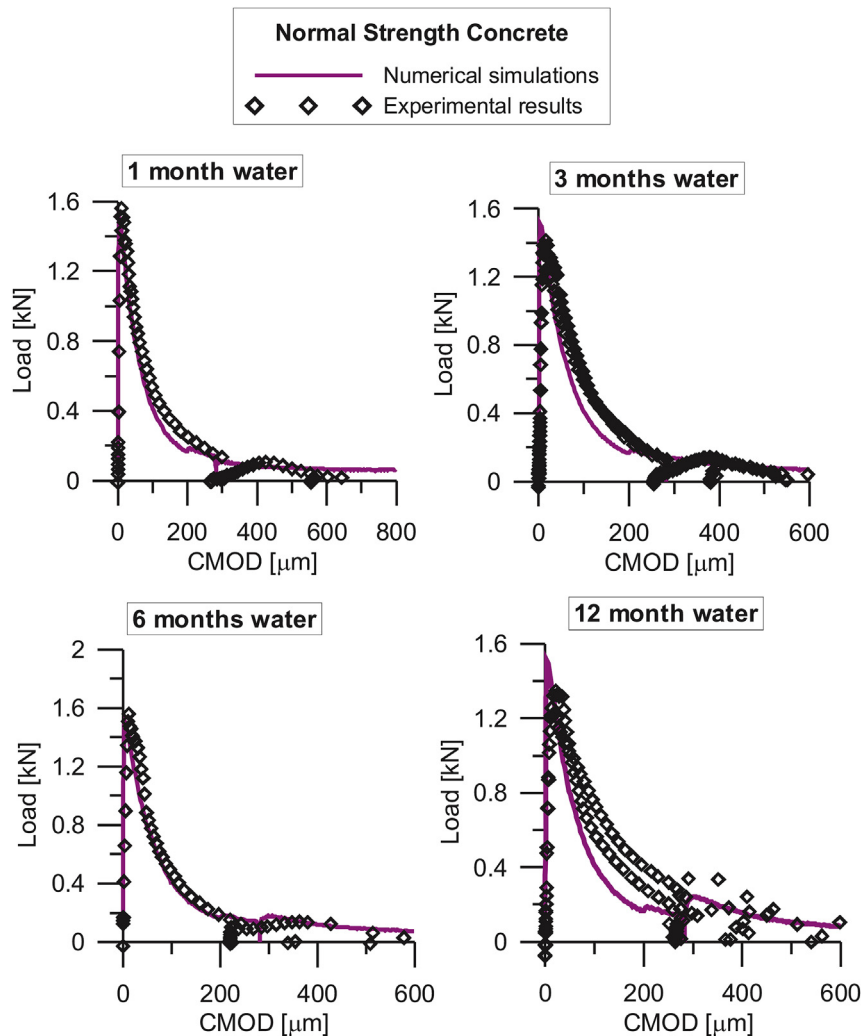 Normal Strength Concrete
Numerical simulations
Experimental results
1 month water
1.6
1.2
0.8
0.4
0
Load [kN]
0 200 400 600 800
CMOD [μm]
3 months water
1.6
1.2
0.8
0.4
0
Load [kN]
0 200 400 600
CMOD [μm]
6 months water
2
1.6
1.2
0.8
0.4
0
Load [kN]
0 200 400 600
CMOD [μm]
12 month water
1.6
1.2
0.8
0.4
0
Load [kN]
0 200 400 600
CMOD [μm]